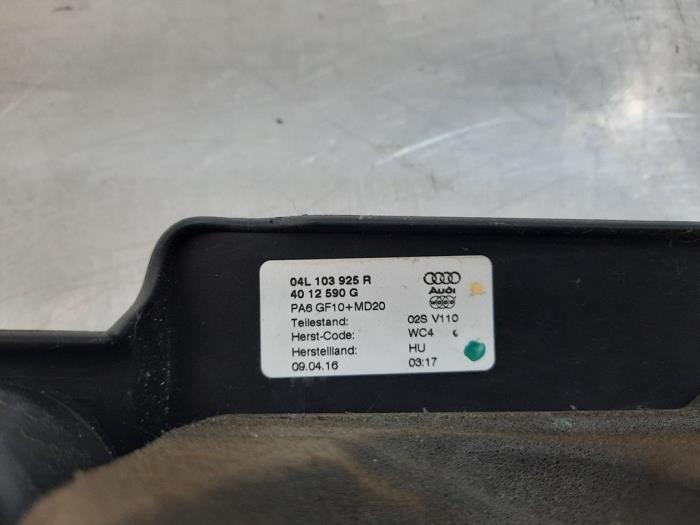 04L 103 925 R
40 12 590 G
Audi
PA6 GF10+MD20
Teilestand: 02S V110
Herst-Code: WC4
Herstellland: HU
09.04.16 03:17